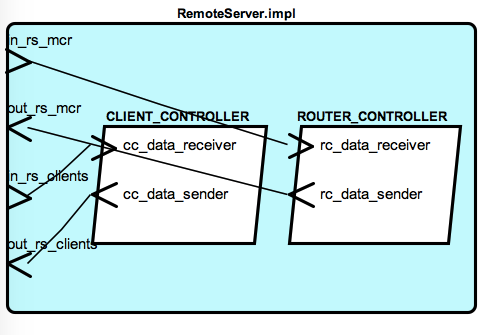 RemoteServer.impl
in_rs_mcr
out_rs_mcr
CLIENT_CONTROLLER
ROUTER_CONTROLLER
cc_data_receiver
rc_data_receiver
in_rs_clients
cc_data_sender
rc_data_sender
out_rs_clients